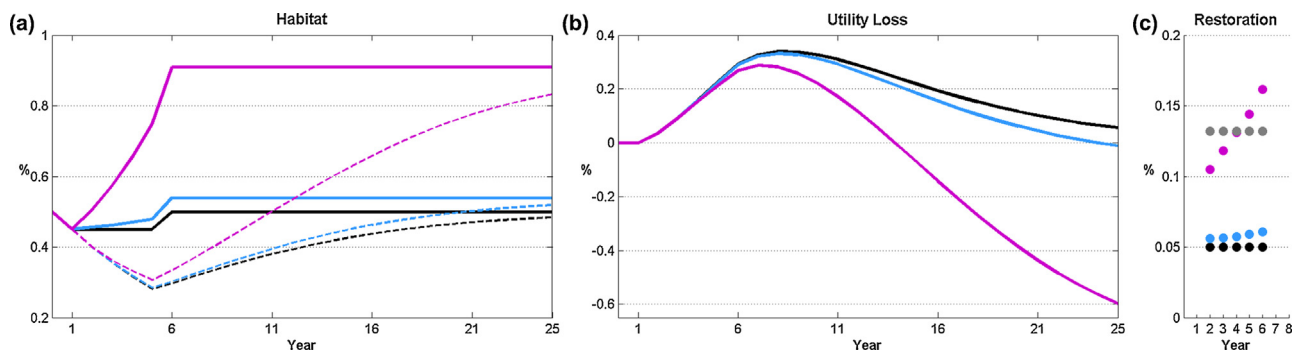 (a)
Habitat
%
1
0.8
0.6
0.4
0.2
1 6 11 16 21 25
Year
(b)
Utility Loss
%
0.4
0.2
0
-0.2
-0.4
-0.6
1 6 11 16 21 25
Year
(c)
Restoration
%
0.2
0.15
0.1
0.05
0
1 2 3 4 5 6 7 8
Year